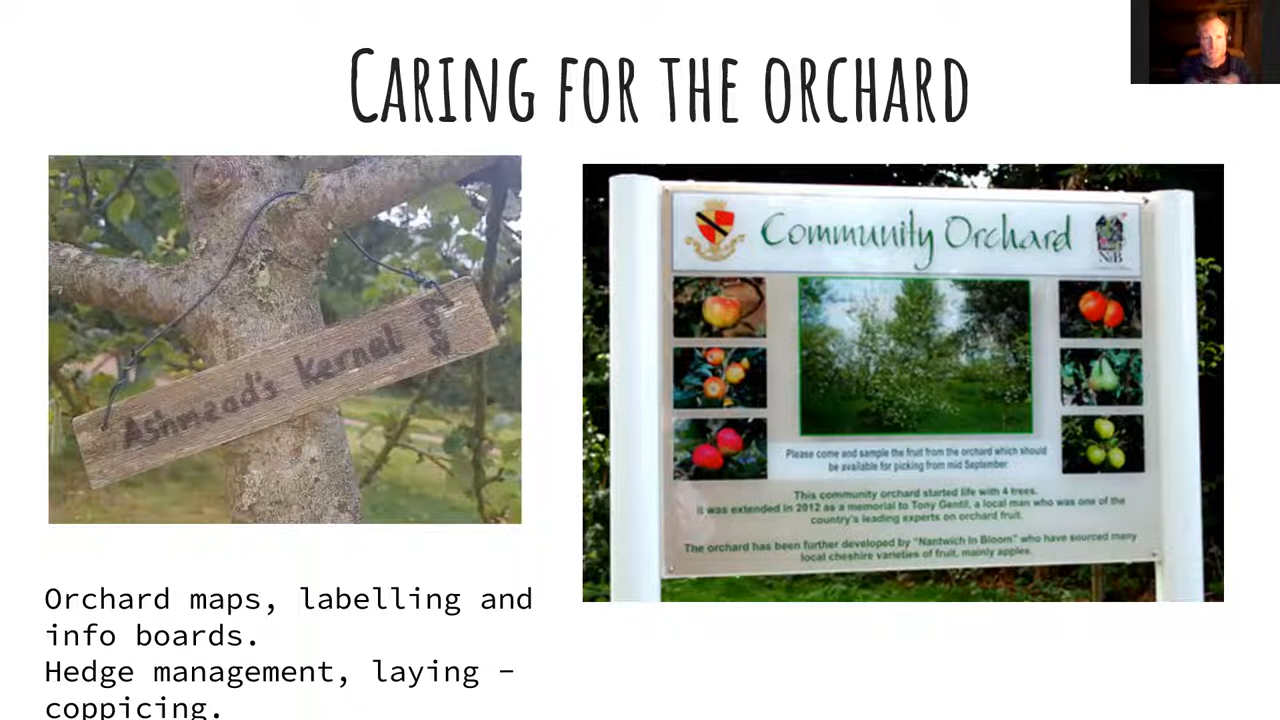 CARING FOR THE ORCHARD
Ashmead's Kernel
Community Orchard
NiB
Please come and sample the fruit from the orchard which should
be available for picking from mid September
This community orchard started life with 4 trees.
it was extended in 2012 as a memorial to Tony Gentil, a local man who was one of the
country's leading experts on orchard fruit.
The orchard has been further developed by "Nantwich In Bloom" who have sourced many
local cheshire varieties of fruit, mainly apples.
Orchard maps, labelling and
info boards.
Hedge management, laying –
coppicing.